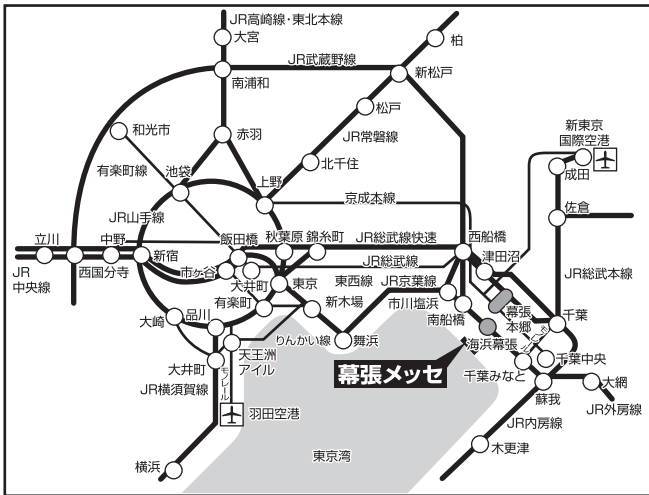 JR高崎線・東北本線
大宮
柏
JR武蔵野線
新松戸
南浦和
松戸
和光市
赤羽
JR常磐線
新東京
国際空港
有楽町線
池袋
北千住
成田
上野
京成本線
佐倉
JR山手線
立川
中野
飯田橋
秋葉原
錦糸町
JR総武線快速
西船橋
新宿
JR総武線
津田沼
JR
中央線
西国分寺
市ヶ谷
大井町
東京
東西線
JR京葉線
JR総武本線
有楽町
新木場
市川塩浜
幕張
本郷
千葉
大崎
品川
南船橋
りんかい線
舞浜
海浜幕張
千葉中央
大井町
天王洲
アイル
幕張メッセ
千葉みなと
大網
JR横須賀線
モノレール
蘇我
JR外房線
羽田空港
JR内房線
東京湾
木更津
横浜